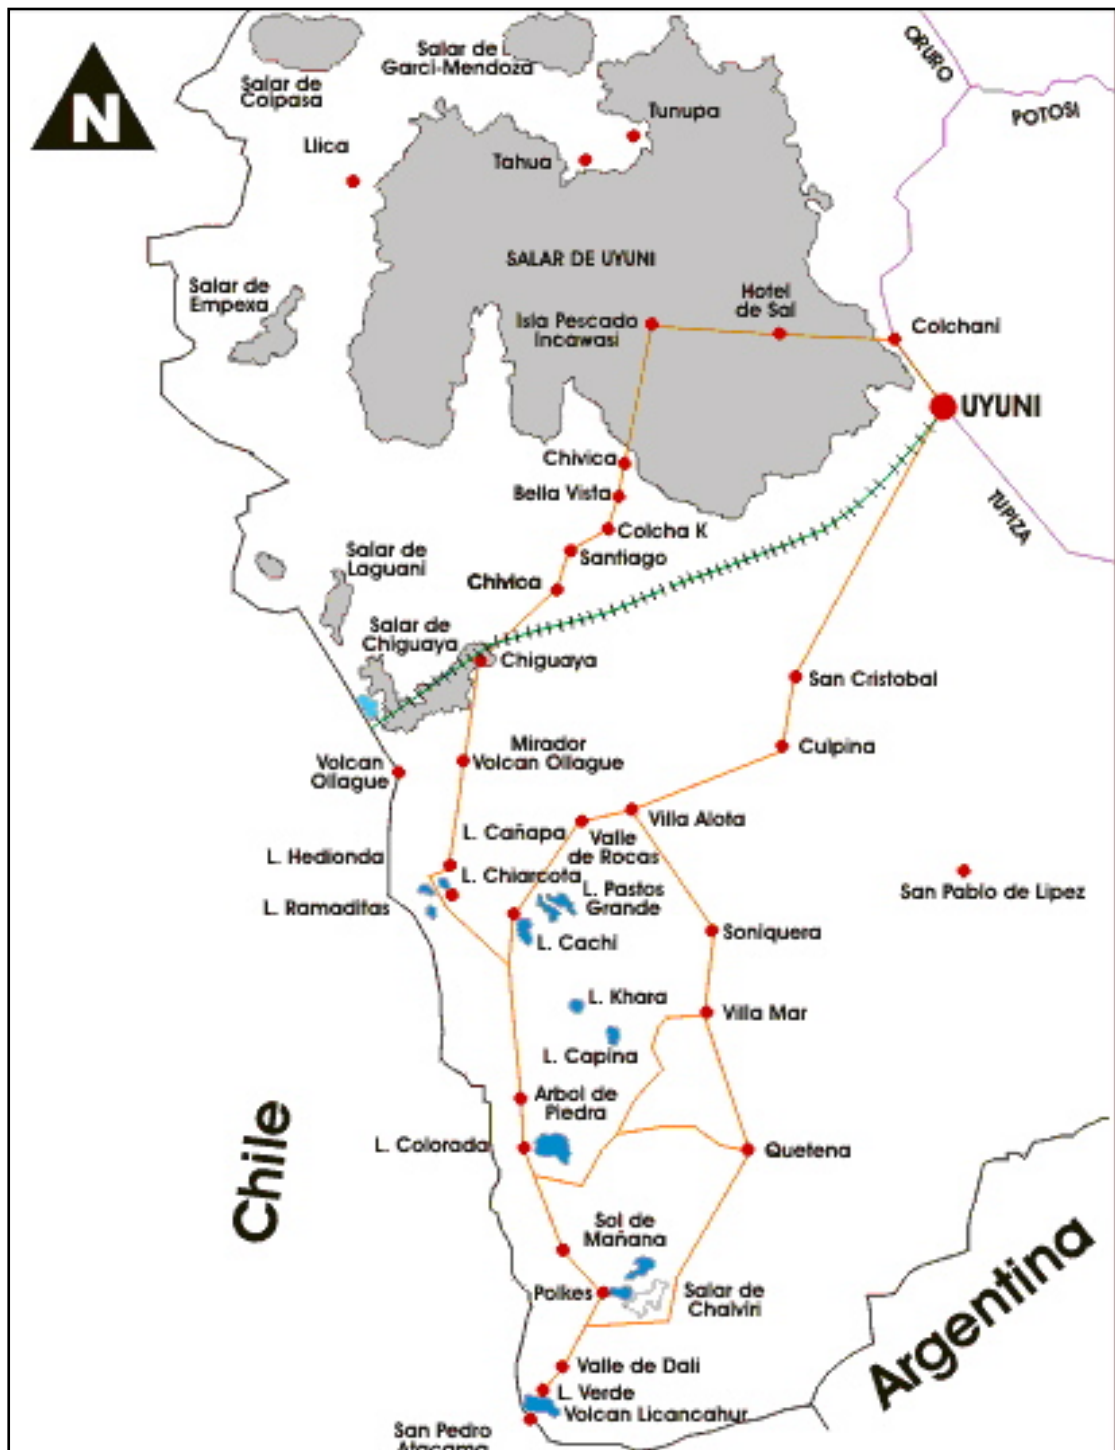 ORURO
Salar de
Garci-Mendoza
Salar de
Coipasa
N
POTOSI
Tunupa
Llica
Tahua
SALAR DE UYUNI
Salar de
Empexa
Hotel
de Sal
Isla Pescado
Incawasi
Colchani
UYUNI
Chivica
Bella Vista
TUPIZA
Colcha K
Santiago
Salar de
Laguani
Chivica
Salar de
Chiguaya
Chiguaya
San Cristobal
Culpina
Mirador
Volcan Ollague
Volcan
Ollague
Villa Alota
L. Cañapa
Valle
de Rocas
L. Hedionda
L. Chiarcota
L. Pastos
Grande
San Pablo de Lipez
L. Ramaditas
L. Cachi
Soniquera
L. Khara
Villa Mar
L. Capina
Arbol de
Piedra
Chile
L. Colorada
Quetena
Sol de
Mañana
Polkes
Salar de
Chalviri
Argentina
Valle de Dali
L. Verde
Volcan Licancahur
San Pedro
Atacama